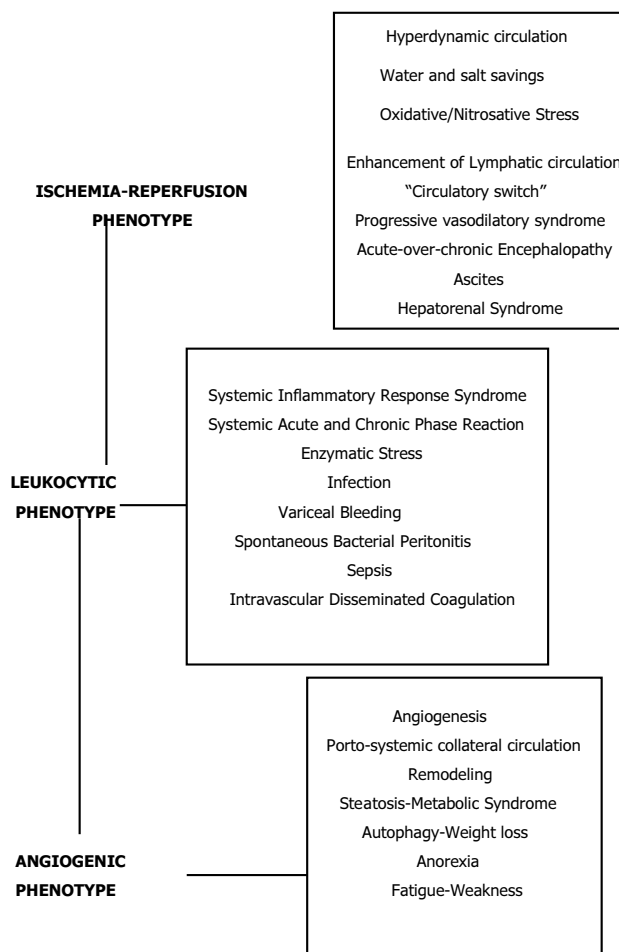 Hyperdynamic circulation
Water and salt savings
Oxidative/Nitrosative Stress
Enhancement of Lymphatic circulation
“Circulatory switch”
Progressive vasodilatory syndrome
Acute-over-chronic Encephalopathy
Ascites
Hepatorenal Syndrome
ISCHEMIA-REPERFUSION
PHENOTYPE
Systemic Inflammatory Response Syndrome
Systemic Acute and Chronic Phase Reaction
Enzymatic Stress
Infection
Variceal Bleeding
Spontaneous Bacterial Peritonitis
Sepsis
Intravascular Disseminated Coagulation
LEUKOCYTIC
PHENOTYPE
Angiogenesis
Porto-systemic collateral circulation
Remodeling
Steatosis-Metabolic Syndrome
Autophagy-Weight loss
Anorexia
Fatigue-Weakness
ANGIOGENIC
PHENOTYPE